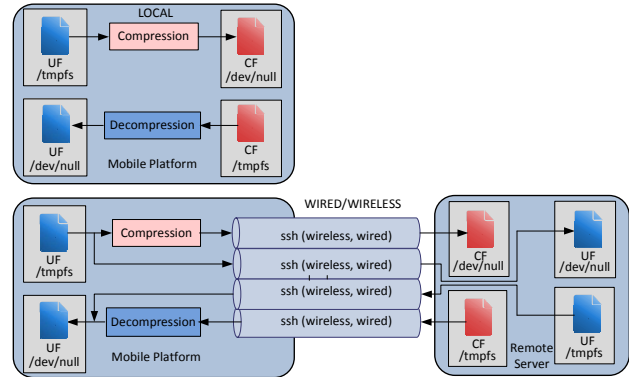 LOCAL
UF
/tmpfs
Compression
CF
/dev/null
UF
/dev/null
Decompression
CF
/tmpfs
Mobile Platform
WIRED/WIRELESS
UF
/tmpfs
Compression
ssh (wireless, wired)
CF
/dev/null
UF
/dev/null
ssh (wireless, wired)
ssh (wireless, wired)
UF
/dev/null
Decompression
ssh (wireless, wired)
CF
/tmpfs
UF
/tmpfs
Mobile Platform
Remote
Server